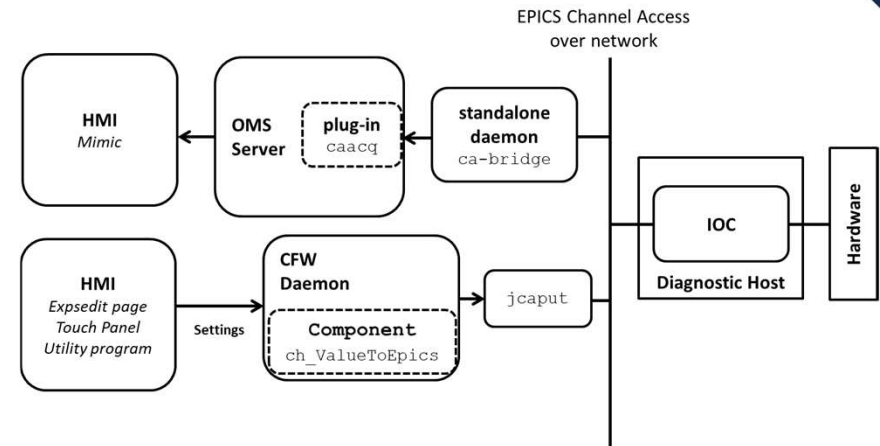 EPICS Channel Access
over network
HMI
Mimic
OMS
Server
plug-in
caacq
standalone
daemon
ca-bridge
IOC
Diagnostic Host
Hardware
HMI
Expsedit page
Touch Panel
Utility program
Settings
CFW
Daemon
Component
ch_ValueToEpics
jcaput